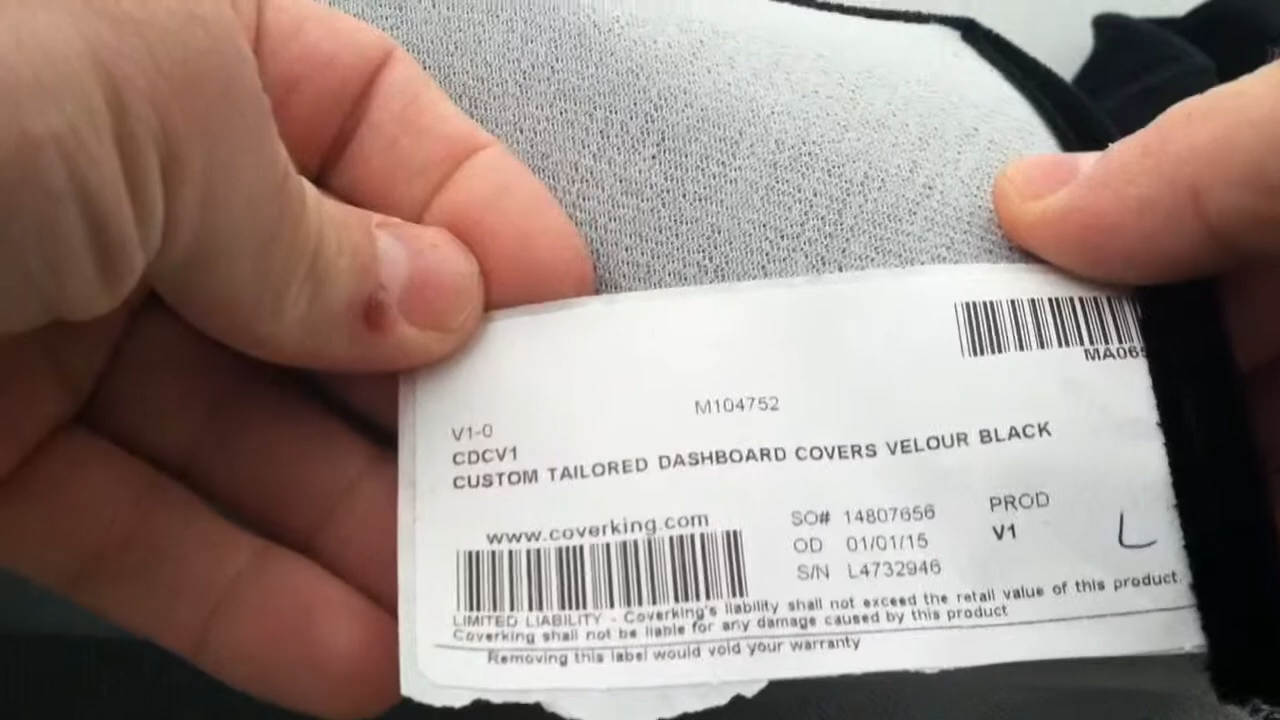 MA065
M104752
V1-0
CDCV1
CUSTOM TAILORED DASHBOARD COVERS VELOUR BLACK
www.coverking.com
SO# 14807656
OD 01/01/15
S/N L4732946
PROD
V1
L
LIMITED LIABILITY - Coverking's liability shall not exceed the retail value of this product.
Coverking shall not be liable for any damage caused by this product
Removing this label would void your warranty